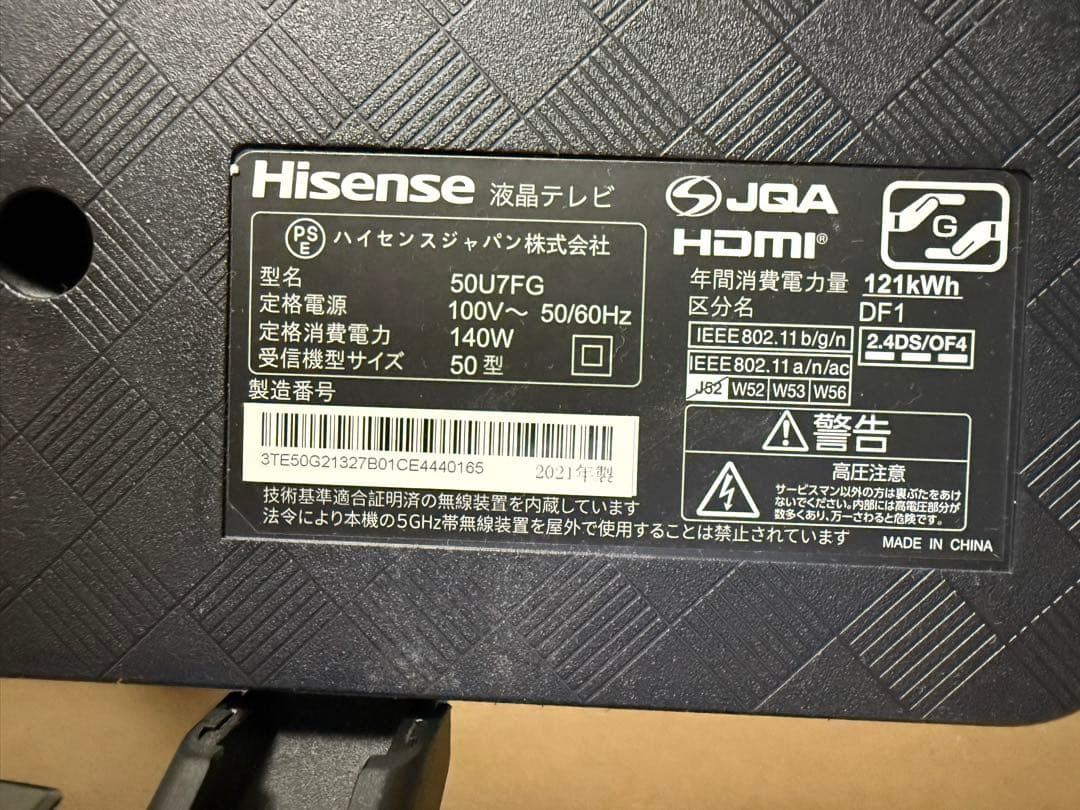 Hisense 液晶テレビ
PSE ハイセンスジャパン株式会社
型名 50U7FG
定格電源 100V～ 50/60Hz
定格消費電力 140W
受信機型サイズ 50型
製造番号
3TE50G21327B01CE4440165 2021年製
技術基準適合証明済の無線装置を内蔵しています
法令により本機の5GHz帯無線装置を屋外で使用することは禁止されています
JQA
HDMI®
G
年間消費電力量 121kWh
区分名 DF1
IEEE802.11b/g/n
2.4DS/OF4
IEEE802.11a/n/ac
J52 W52 W53 W56
警告
高圧注意
サービスマン以外の方は裏ぶたをあけ
ないでください。内部には高電圧部分が
数多くあり、万一さわると危険です。
MADE IN CHINA